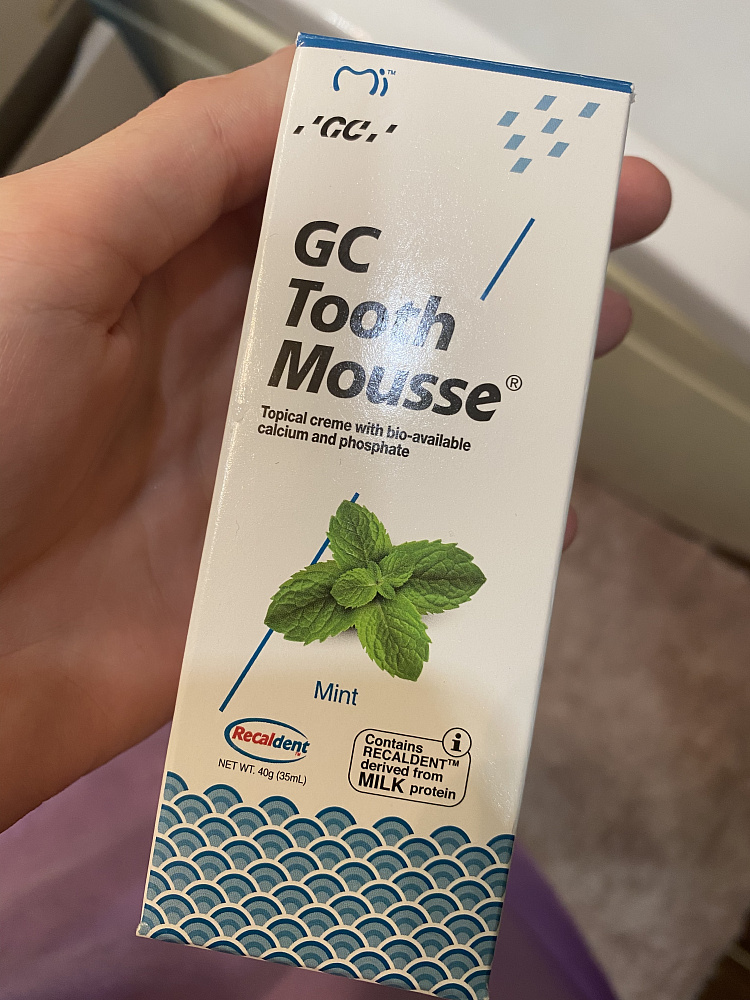 Mi™
GC
GC
Tooth
Mousse®
Topical creme with bio-available
calcium and phosphate
Mint
Recaldent
NET WT. 40g (35mL)
i
Contains
RECALDENT™
derived from
MILK protein